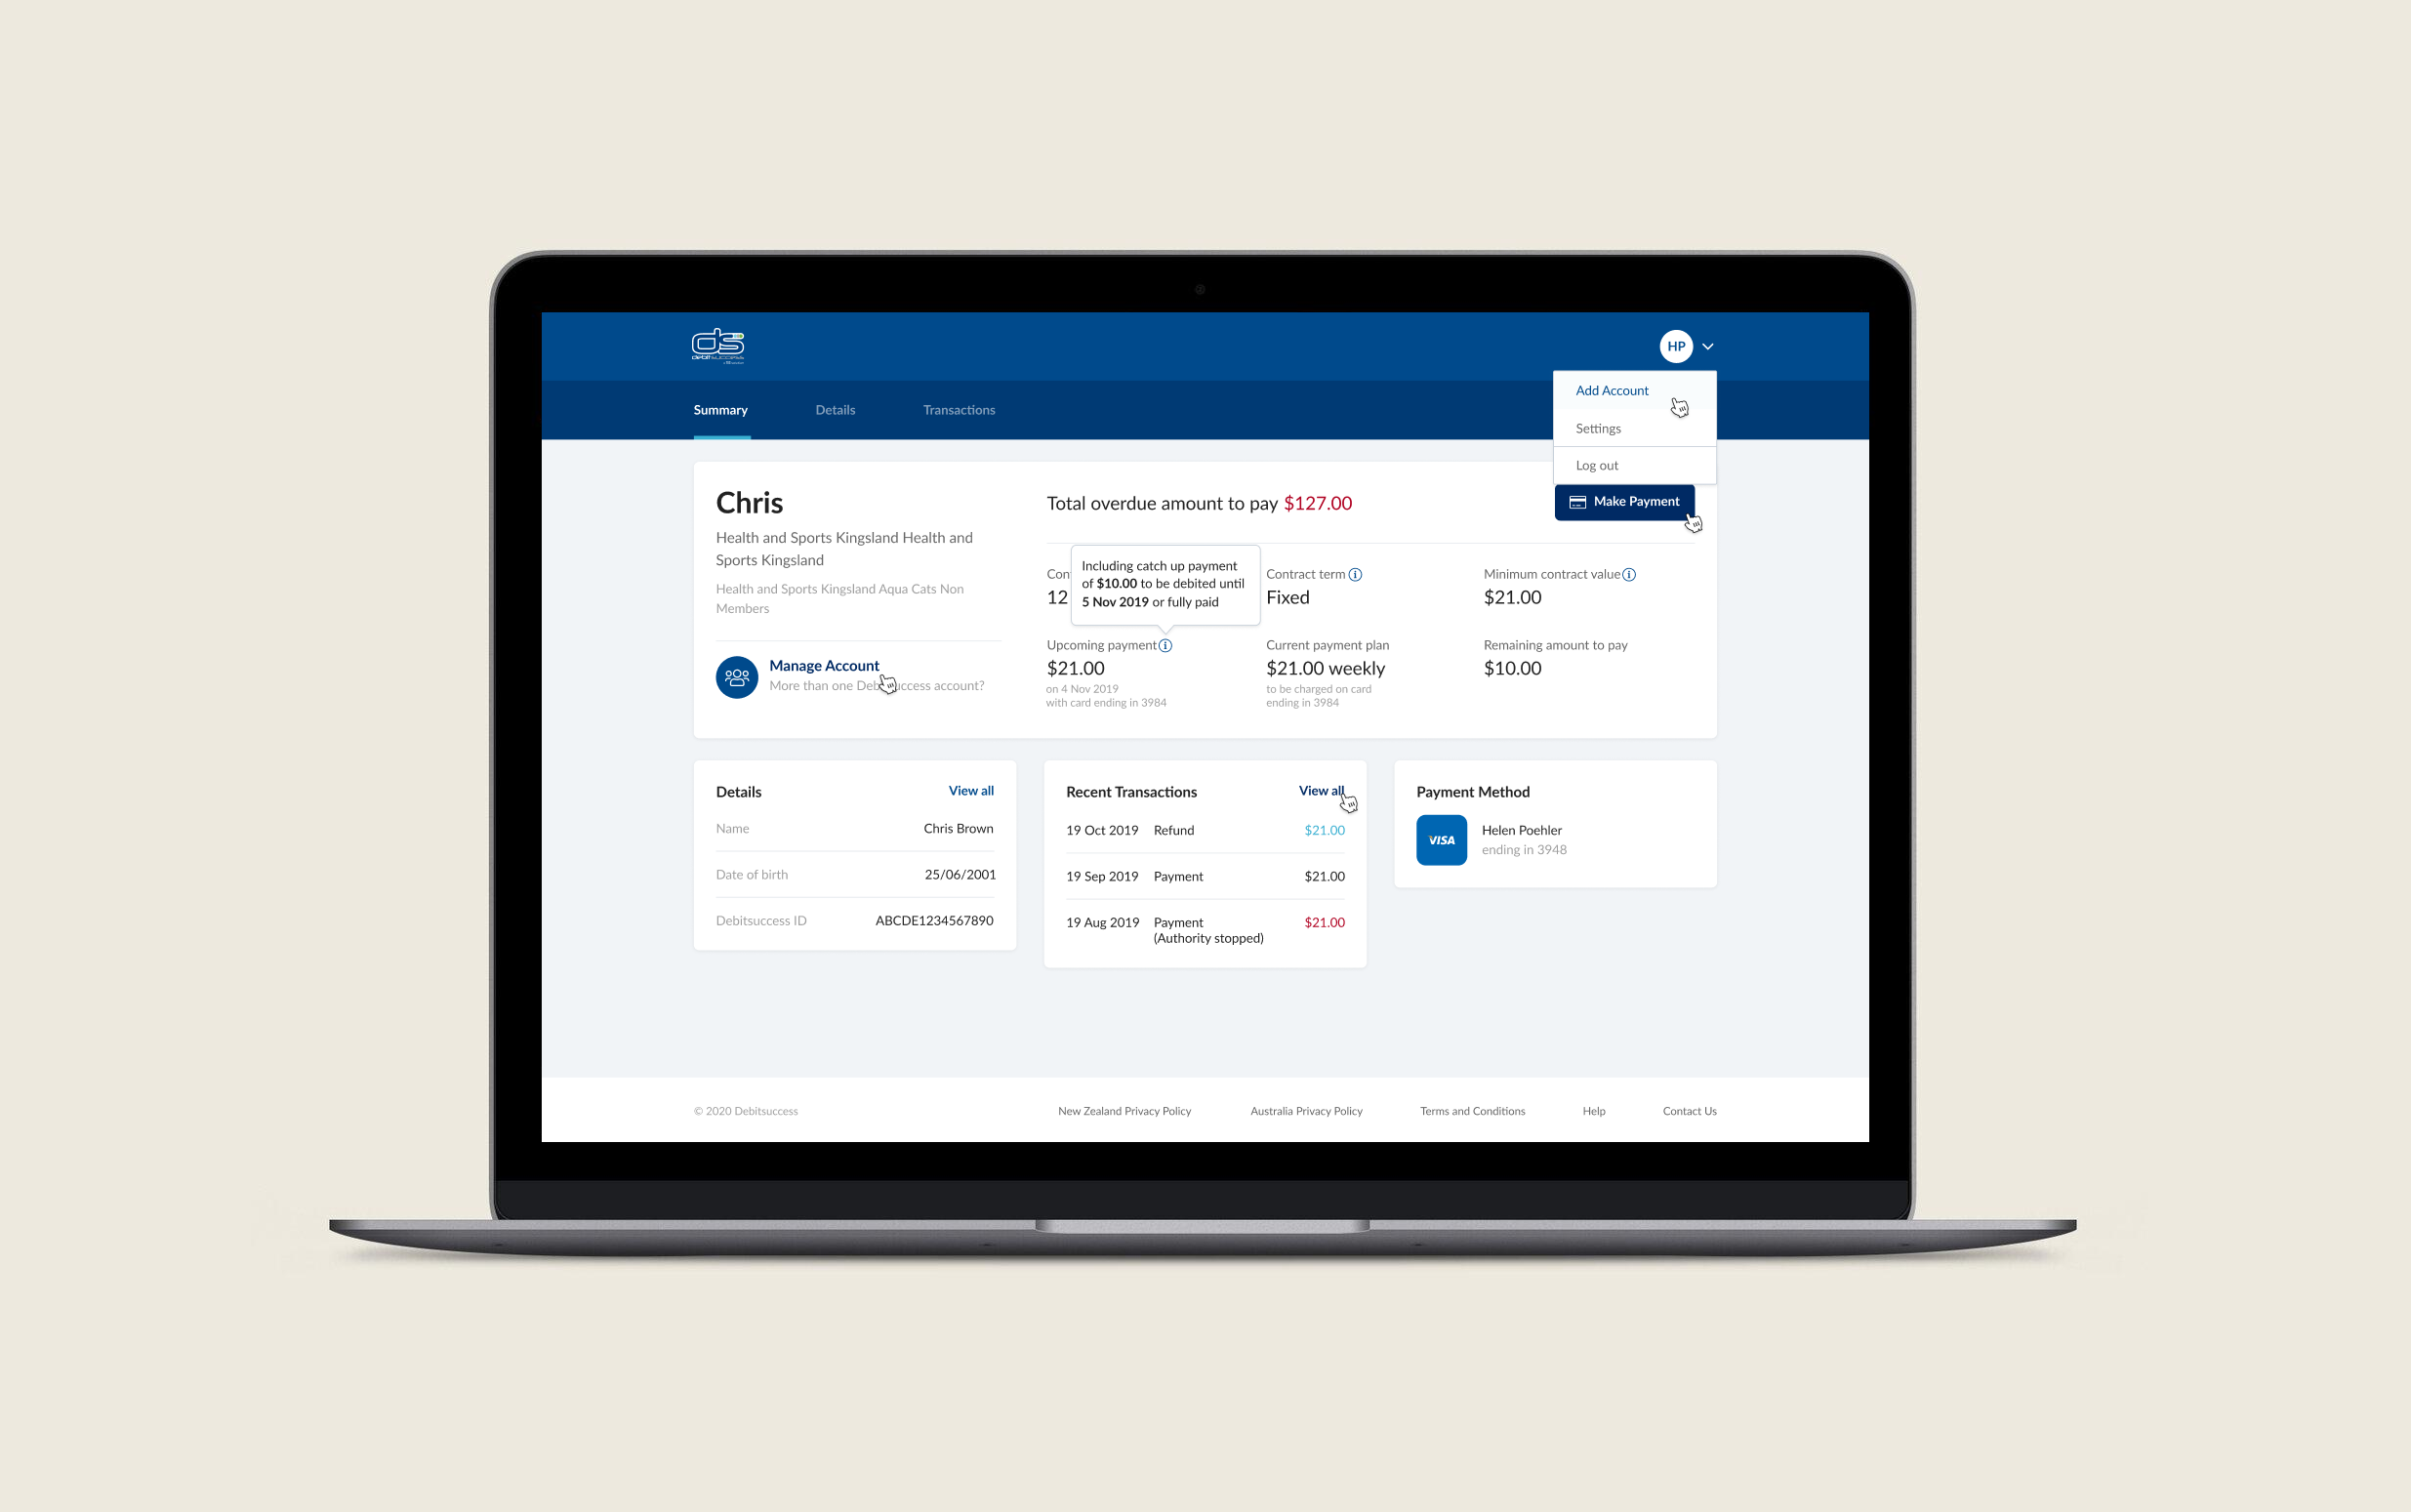 ds
debitsuccess
HP
Add Account
Settings
Log out
Summary
Details
Transactions
Chris
Health and Sports Kingsland Health and
Sports Kingsland
Health and Sports Kingsland Aqua Cats Non
Members
Manage Account
More than one Deb uccess account?
Total overdue amount to pay $127.00
Make Payment
Including catch up payment
of $10.00 to be debited until
5 Nov 2019 or fully paid
Con
12
Contract term
Fixed
Minimum contract value
$21.00
Upcoming payment
$21.00
on 4 Nov 2019
with card ending in 3984
Current payment plan
$21.00 weekly
to be charged on card
ending in 3984
Remaining amount to pay
$10.00
Details View all
Name Chris Brown
Date of birth 25/06/2001
Debitsuccess ID ABCDE1234567890
Recent Transactions View all
19 Oct 2019 Refund $21.00
19 Sep 2019 Payment $21.00
19 Aug 2019 Payment $21.00
(Authority stopped)
Payment Method
VISA
Helen Poehler
ending in 3948
© 2020 Debitsuccess
New Zealand Privacy Policy
Australia Privacy Policy
Terms and Conditions
Help
Contact Us